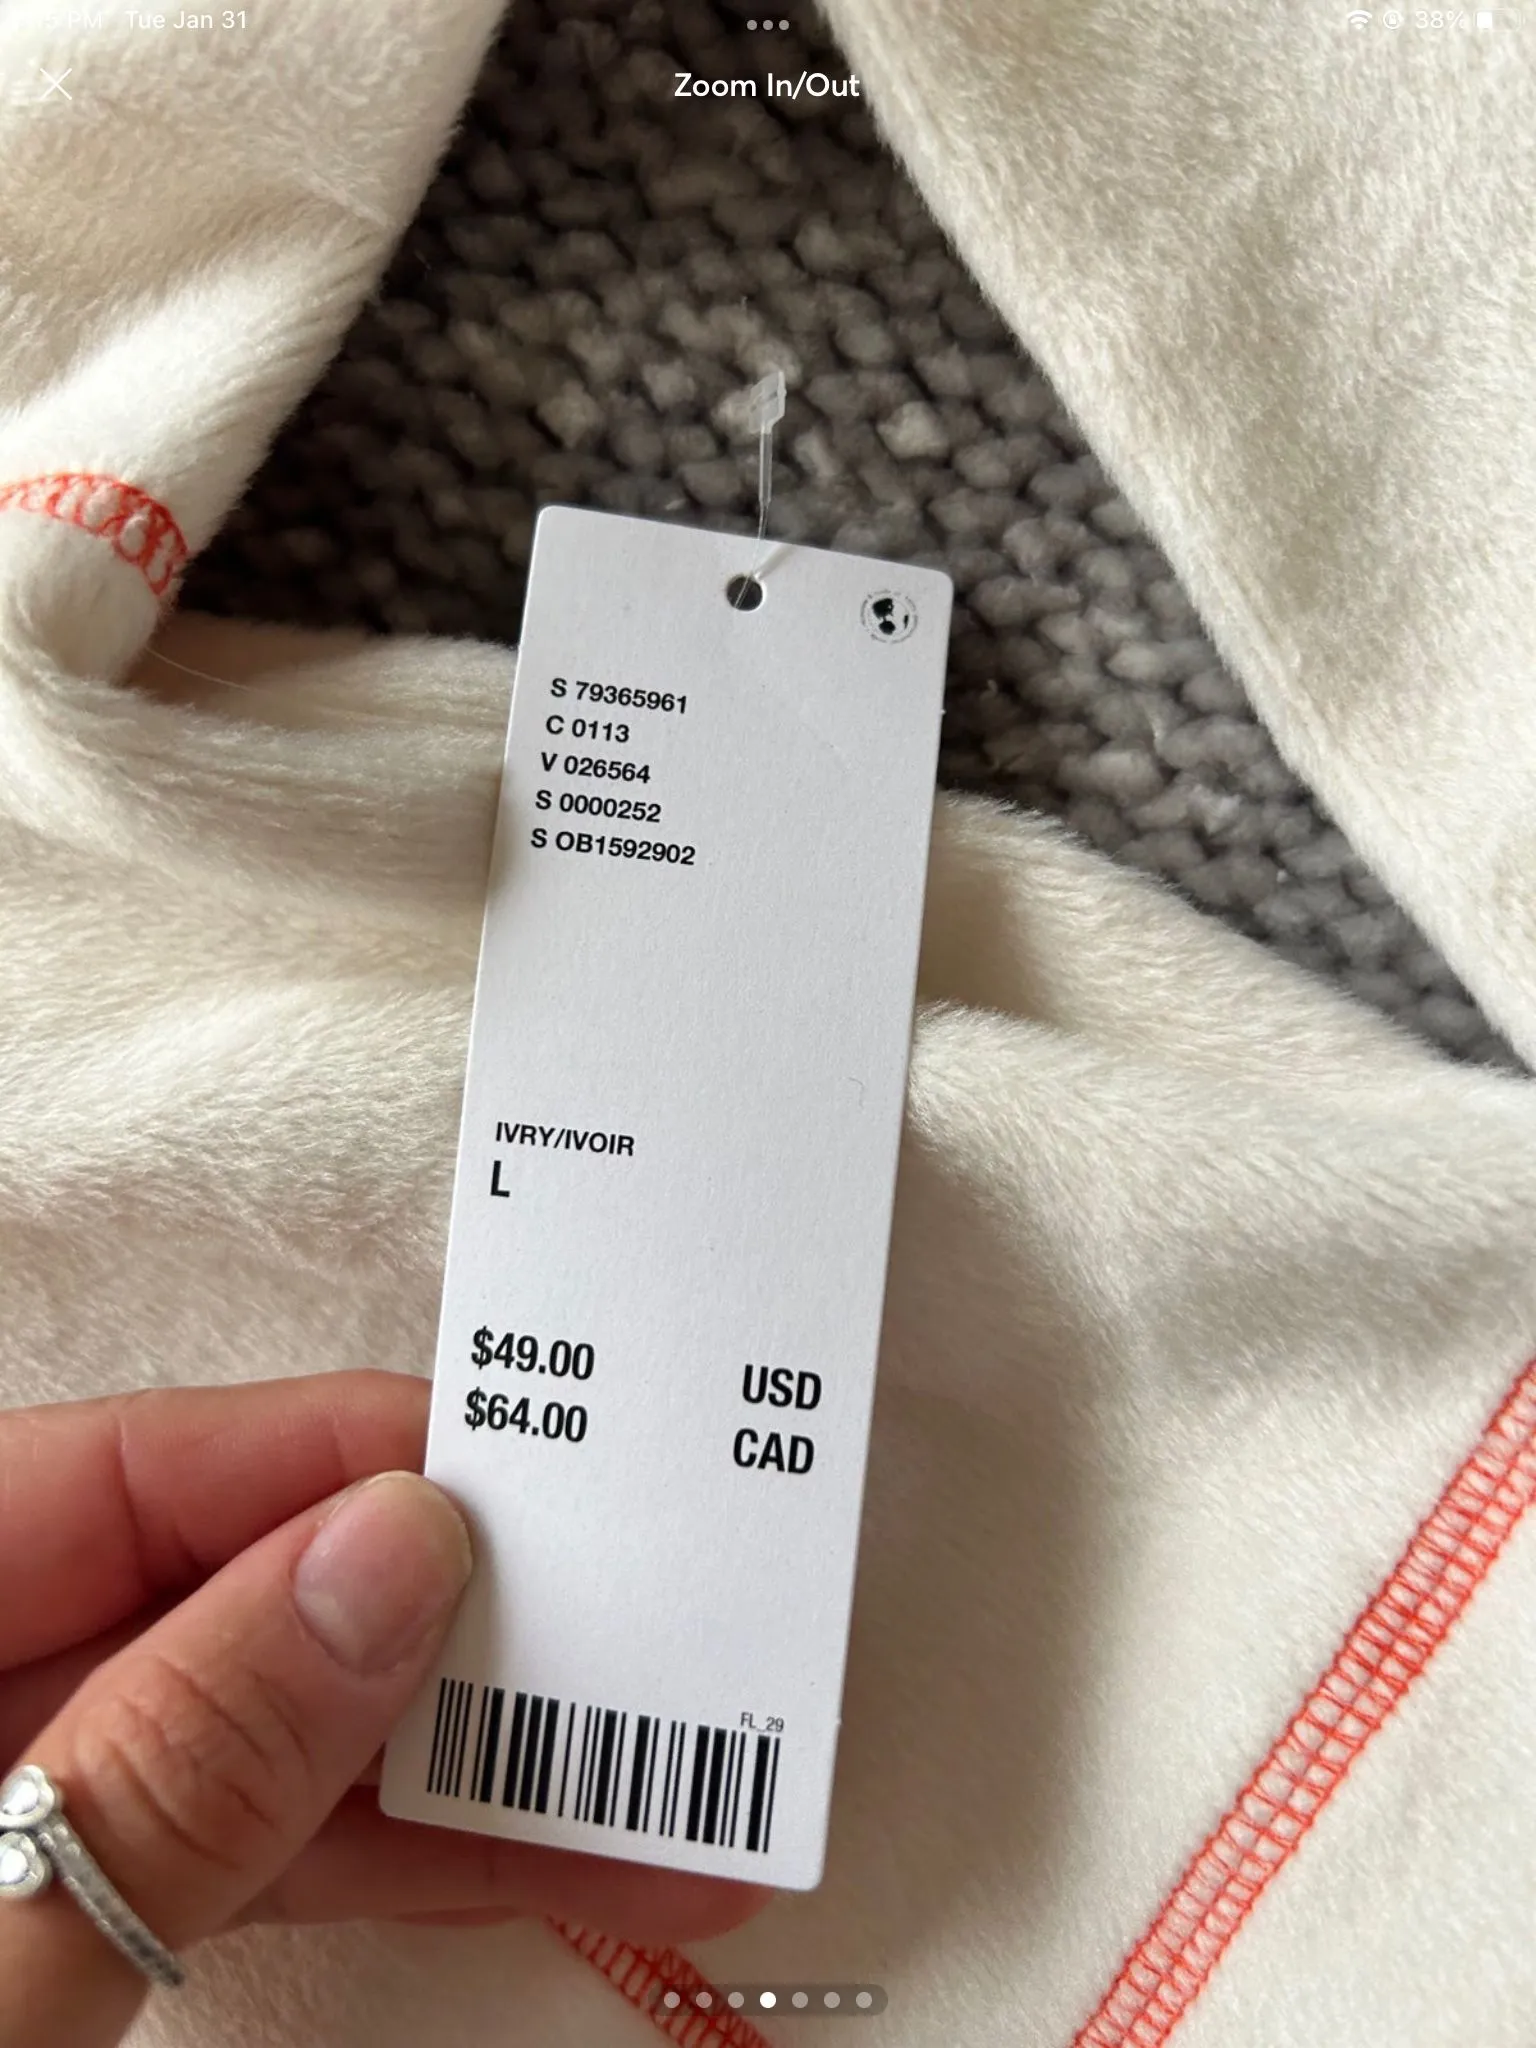 Tue Jan 31
38%
Zoom In/Out
S 79365961
C 0113
V 026564
S 0000252
S OB1592902
IVRY/IVOIR
L
$49.00 USD
$64.00 CAD
FL_29